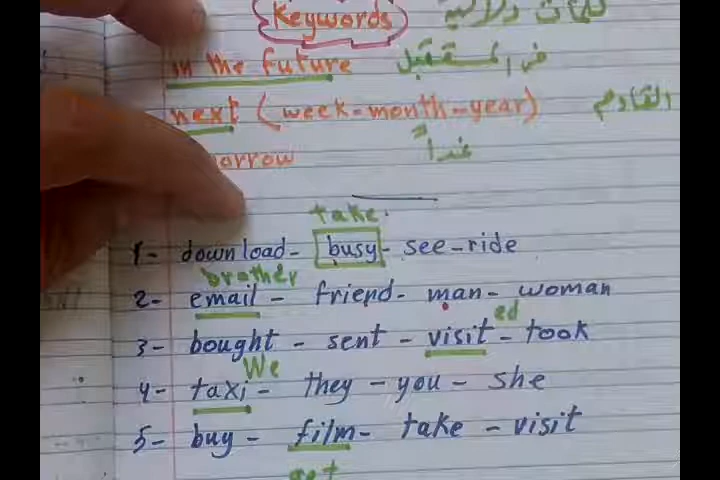 كلمات دلالية
Keywords
in the future في المستقبل
next (week-month-year) القادم
orrow غداً
take.
1- download- busy- see-ride
brother
2- email - friend- man- woman
ed
3- bought - sent - visit - took
We
4- taxi - they - you - she
5- buy - film- take - visit
get